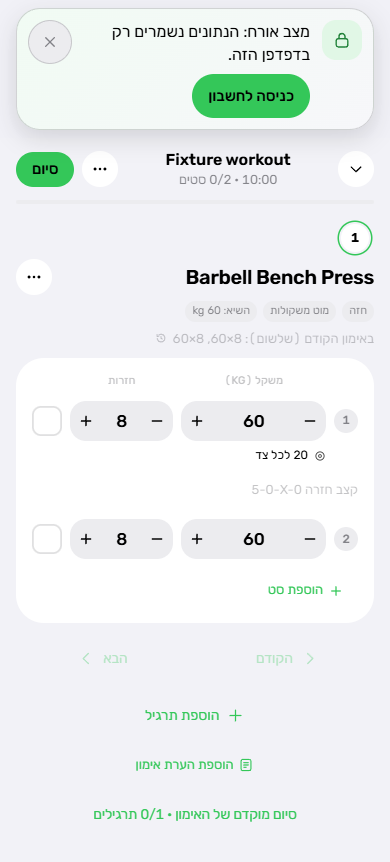 מצב אורח: הנתונים נשמרים רק
בדפדפן הזה.
כניסה לחשבון
Fixture workout
10:00 • 0/2 סטים
סיום
1
Barbell Bench Press
חזה
מוט משקולות
השיא: 60 kg
באימון הקודם (שלשום): 60×8, 60×8
משקל (KG)
חזרות
1
60
8
20 לכל צד
קצב חזרה 5-0-X-0
2
60
8
הוספת סט
הקודם
הבא
הוספת תרגיל
הוספת הערת אימון
סיום מוקדם של האימון • 0/1 תרגילים